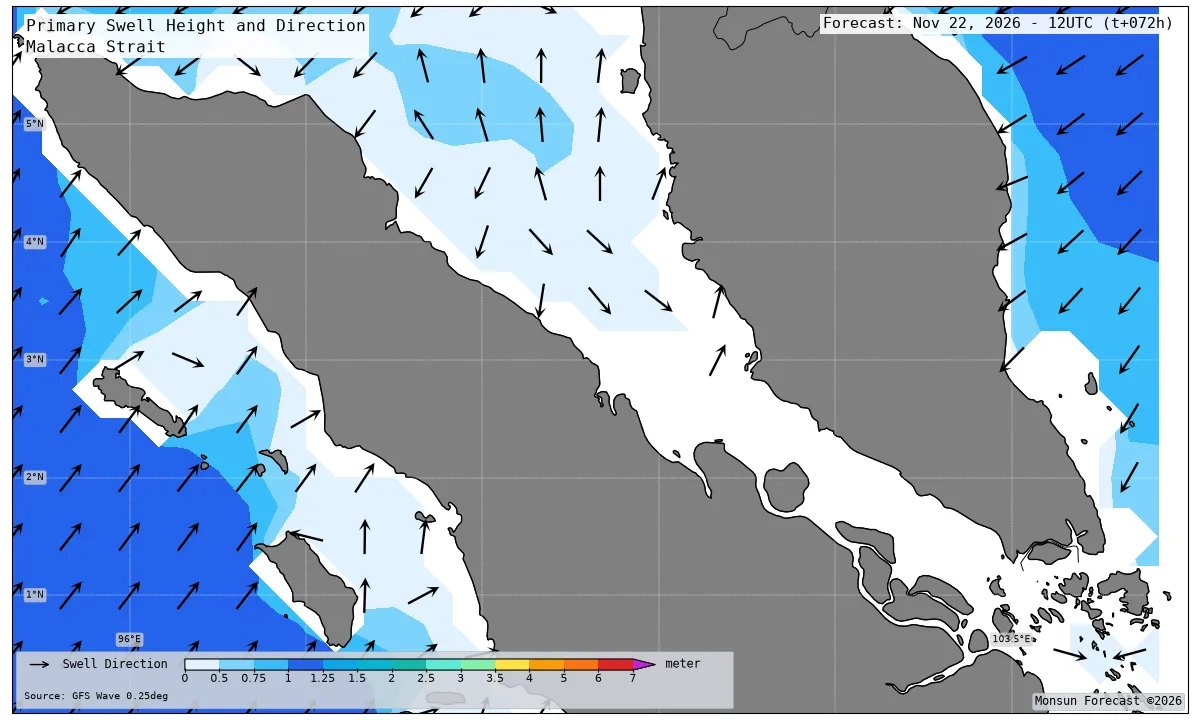 Primary Swell Height and Direction
Malacca Strait
Forecast: Nov 22, 2026 - 12UTC (t+072h)
5°N
4°N
3°N
2°N
1°N
96°E
103.5°E
Swell Direction
0 0.5 0.75 1 1.25 1.5 2 2.5 3 3.5 4 5 6 7
meter
Source: GFS Wave 0.25deg
Monsun Forecast ©2026